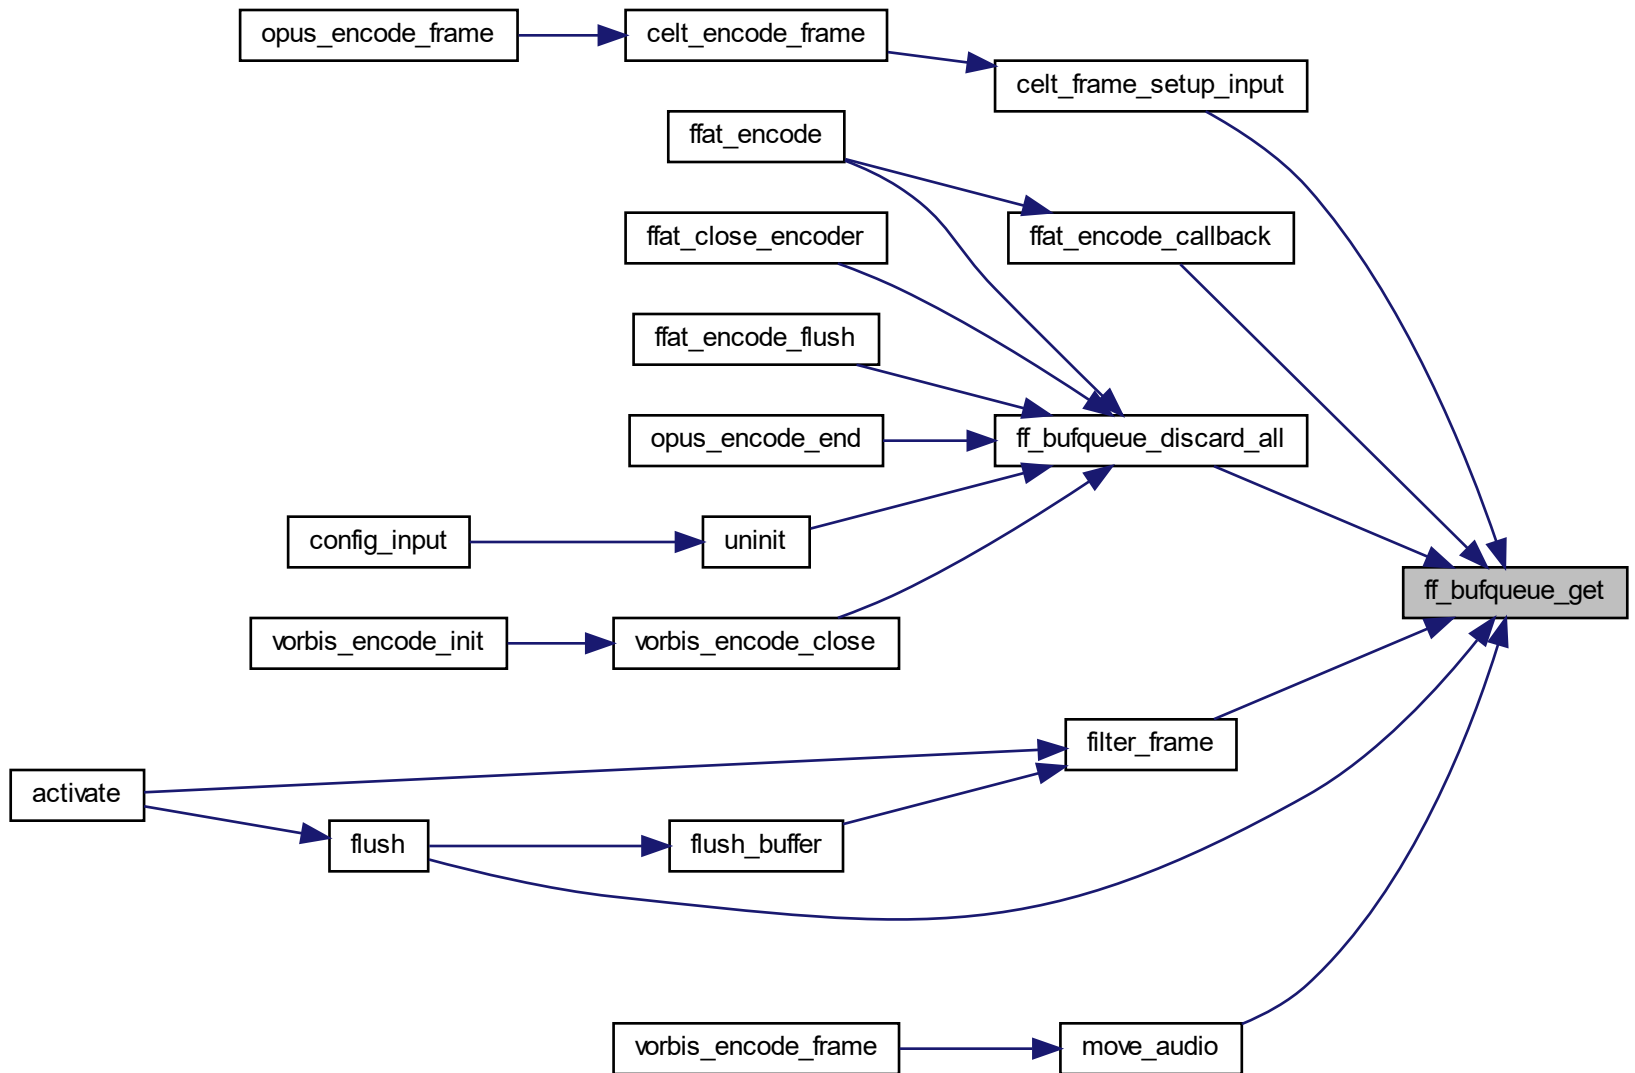 opus_encode_frame
celt_encode_frame
celt_frame_setup_input
ffat_encode
ffat_close_encoder
ffat_encode_callback
ffat_encode_flush
opus_encode_end
ff_bufqueue_discard_all
config_input
uninit
ff_bufqueue_get
vorbis_encode_init
vorbis_encode_close
filter_frame
activate
flush
flush_buffer
vorbis_encode_frame
move_audio